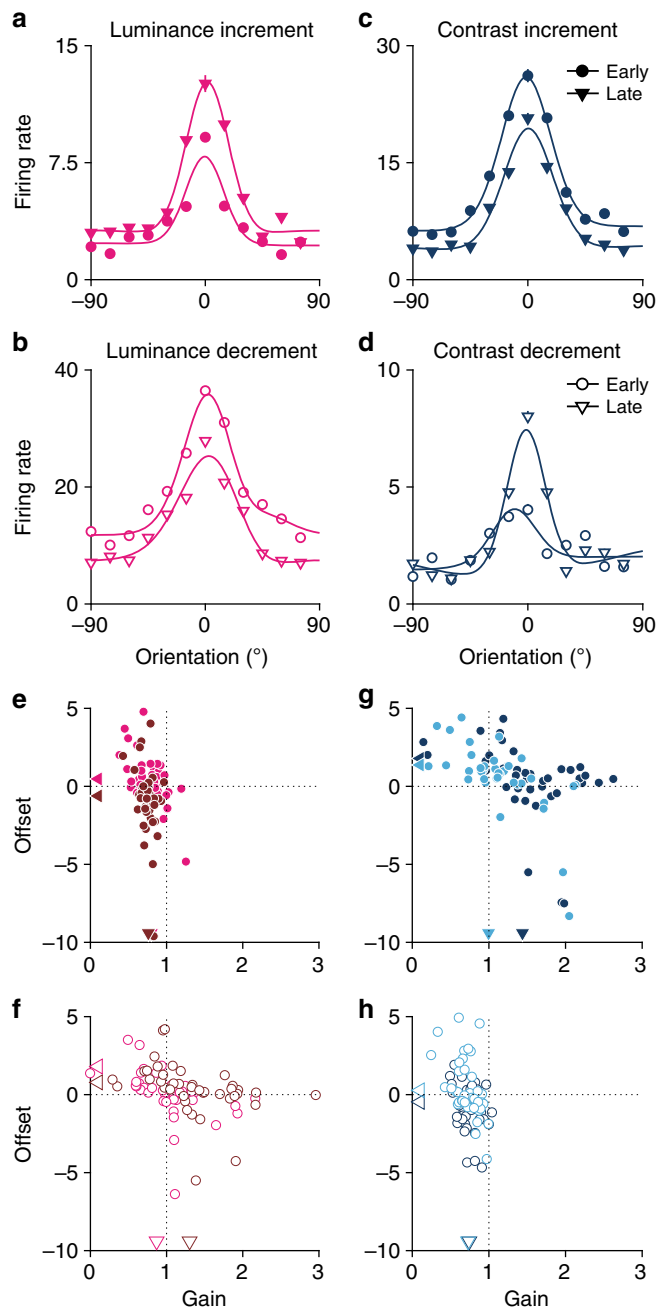 a
Luminance increment
15
7.5
0
Firing rate
−90
0
90
c
Contrast increment
Early
Late
30
15
0
−90
0
90
b
Luminance decrement
40
20
0
Firing rate
−90
0
90
Orientation (°)
d
Contrast decrement
Early
Late
10
5
0
−90
0
90
Orientation (°)
e
5
0
−5
−10
Offset
0
1
2
3
g
5
0
−5
−10
Offset
0
1
2
3
f
5
0
−5
−10
Offset
0
1
2
3
Gain
h
5
0
−5
−10
Offset
0
1
2
3
Gain